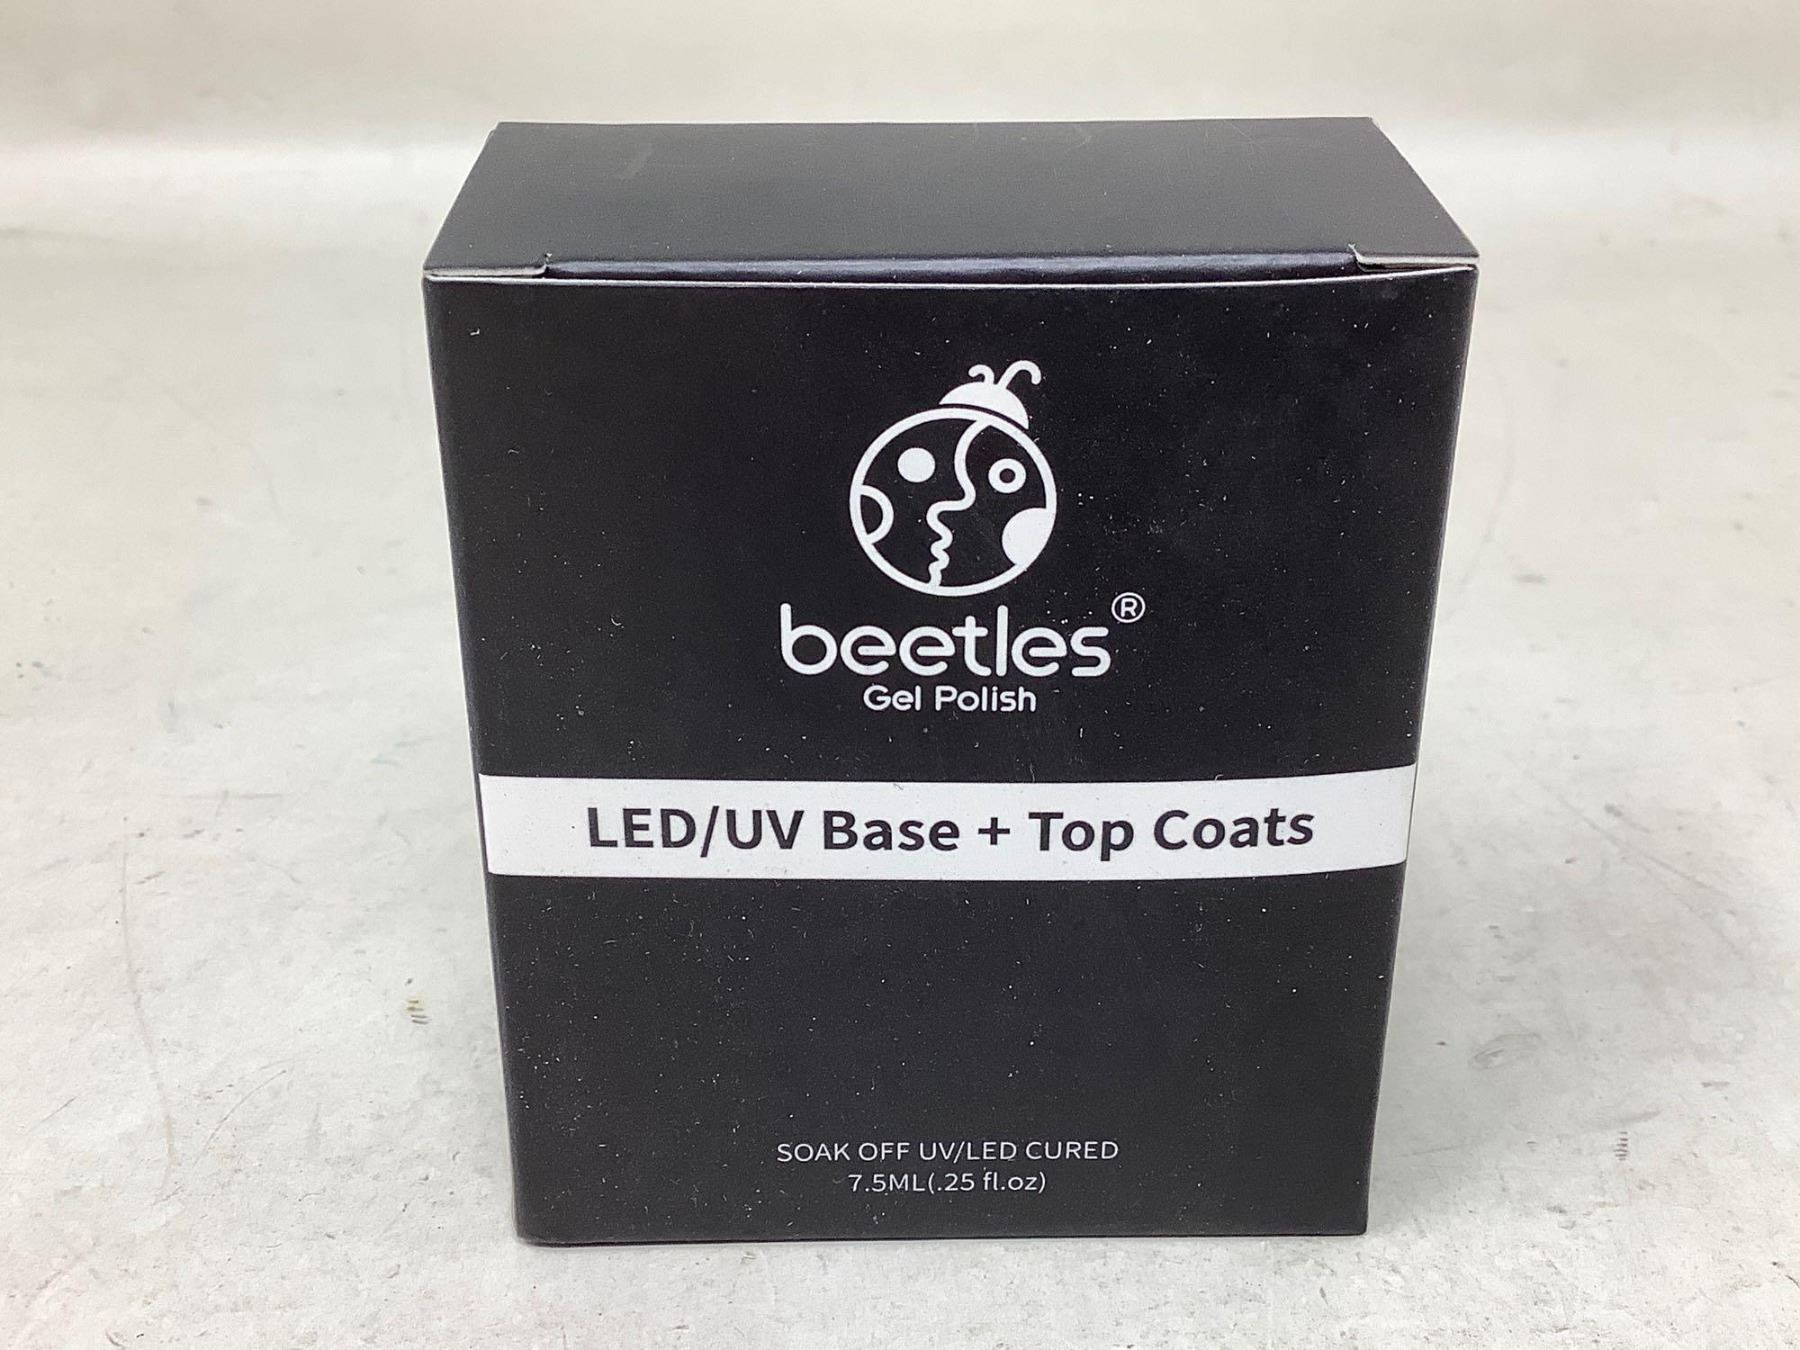 beetles®
Gel Polish
LED/UV Base + Top Coats
SOAK OFF UV/LED CURED
7.5ML(.25 fl.oz)